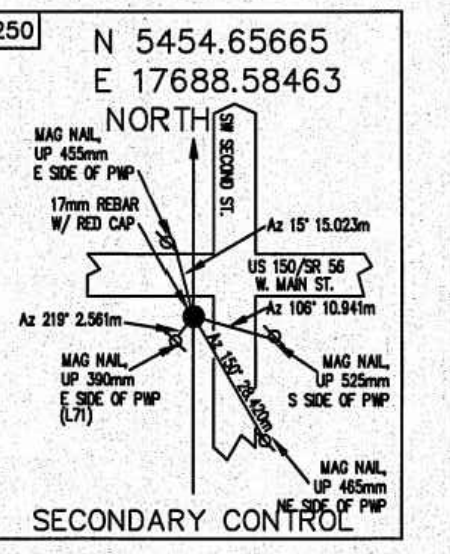 250
N 5454.65665
E 17688.58463
NORTH
SW SECOND ST.
MAG NAIL,
UP 455mm
E SIDE OF PWP
17mm REBAR
W/ RED CAP
Az 15° 15.023m
US 150/SR 56
W. MAIN ST.
Az 106° 10.941m
Az 219° 2.561m
Az 150° 28.420m
MAG NAIL,
UP 390mm
E SIDE OF PWP
(L71)
MAG NAIL,
UP 525mm
S SIDE OF PWP
MAG NAIL,
UP 465mm
NE SIDE OF PWP
SECONDARY CONTROL